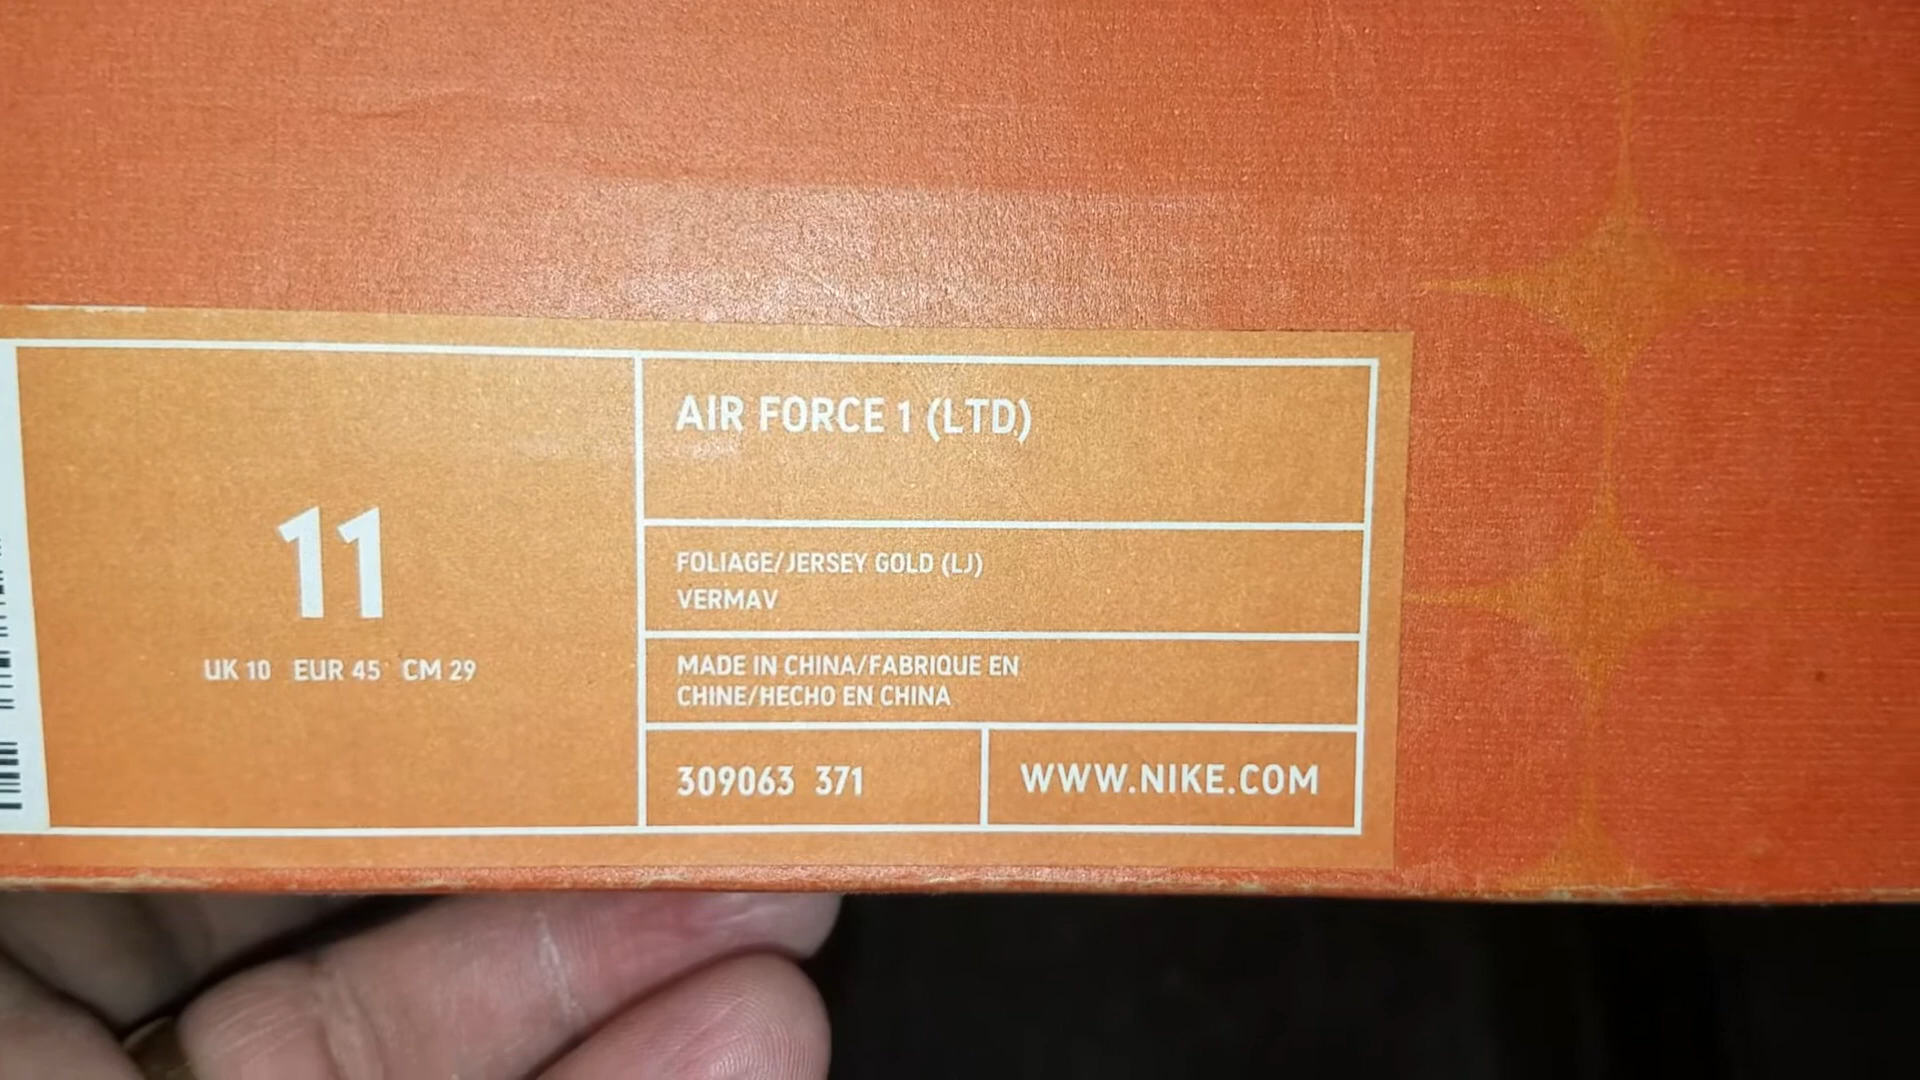 11
UK 10 EUR 45 CM 29
AIR FORCE 1 (LTD)
FOLIAGE/JERSEY GOLD (LJ)
VERMAV
MADE IN CHINA/FABRIQUE EN
CHINE/HECHO EN CHINA
309063 371
WWW.NIKE.COM